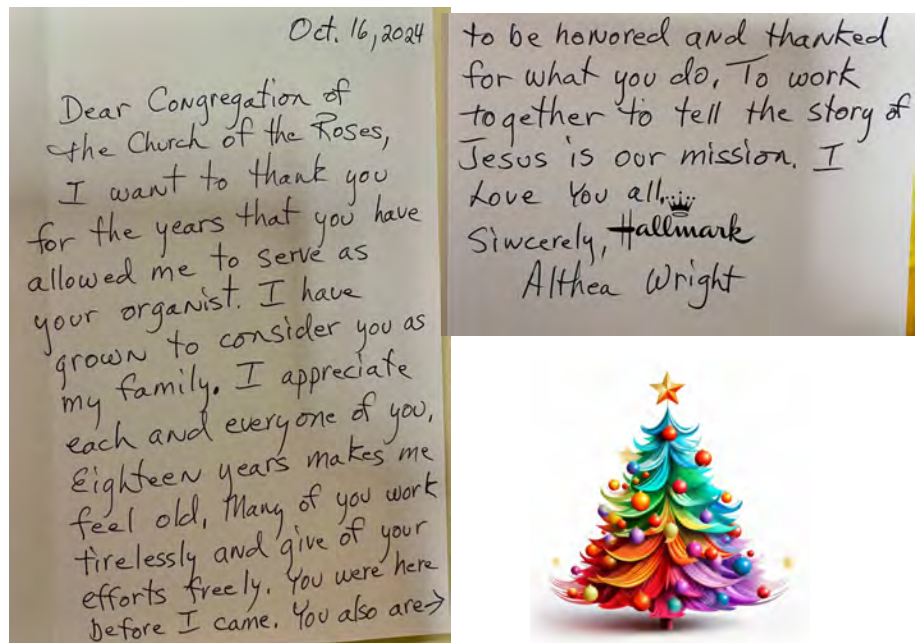 Oct. 16, 2024
Dear Congregation of
the Church of the Roses,
I want to thank you
for the years that you have
allowed me to serve as
your organist. I have
grown to consider you as
my family. I appreciate
each and everyone of you.
Eighteen years makes me
feel old. Many of you work
tirelessly and give of your
efforts freely. You were here
before I came. You also are→
to be honored and thanked
for what you do. To work
together to tell the story of
Jesus is our mission. I
Love You all.
Sincerely, Hallmark
Althea Wright